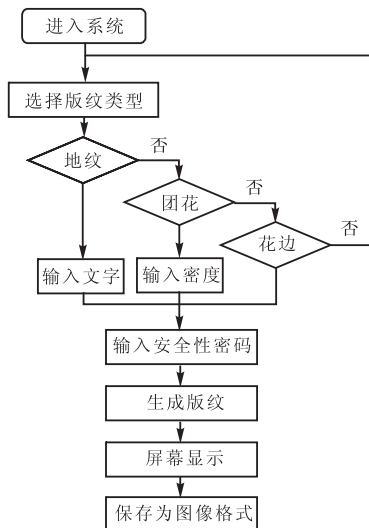 进入系统
选择版纹类型
地纹
否
团花
否
花边
否
输入文字
输入密度
输入安全性密码
生成版纹
屏幕显示
保存为图像格式